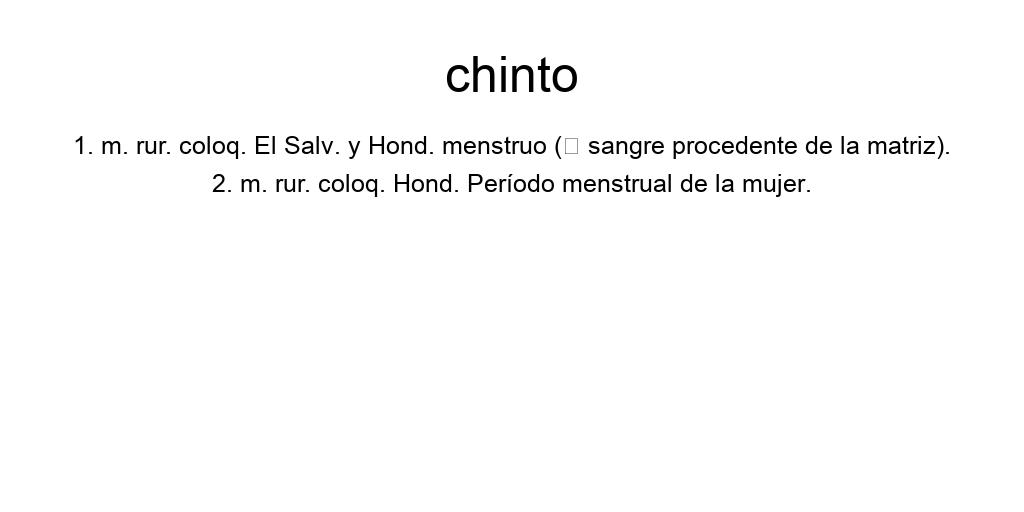 chinto
1. m. rur. coloq. El Salv. y Hond. menstruo (▯ sangre procedente de la matriz).
2. m. rur. coloq. Hond. Período menstrual de la mujer.